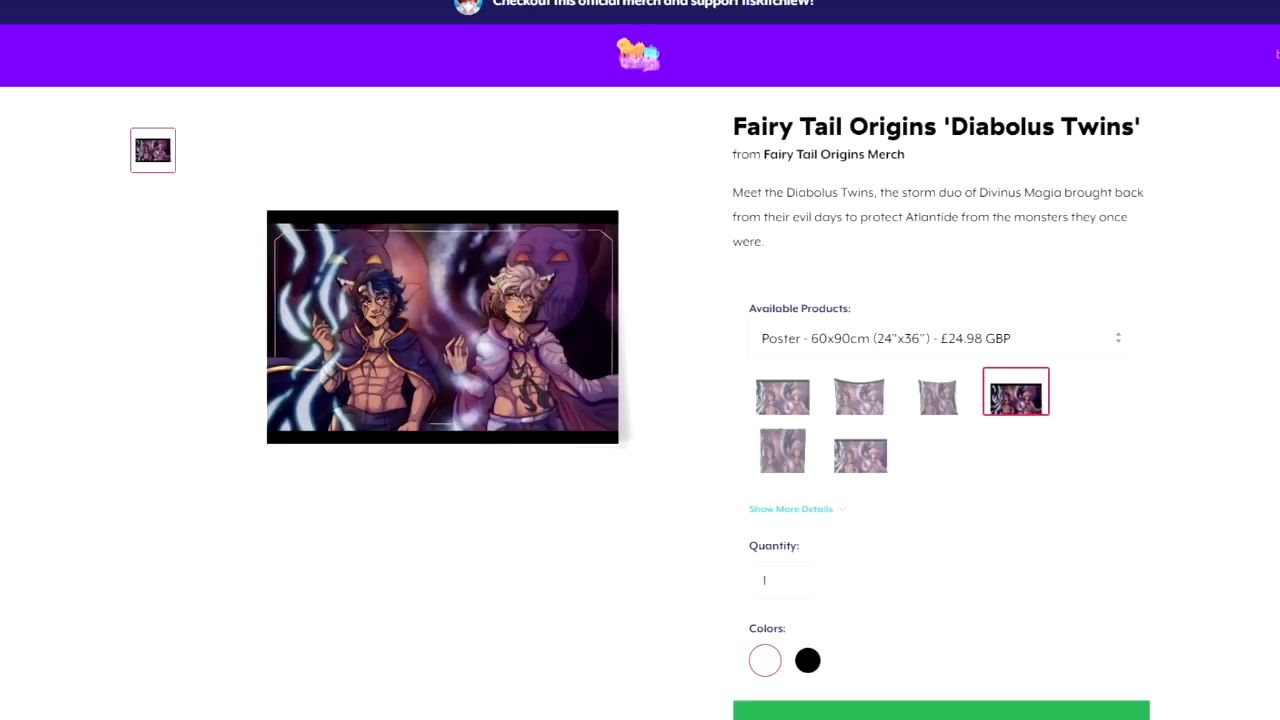 Checkout this official merch and support ItsRitchieW!
Fairy Tail Origins 'Diabolus Twins'
from Fairy Tail Origins Merch
Meet the Diabolus Twins, the storm duo of Divinus Magia brought back
from their evil days to protect Atlantide from the monsters they once
were.
Available Products:
Poster - 60x90cm (24"x36") - £24.98 GBP
Show More Details
Quantity:
1
Colors: